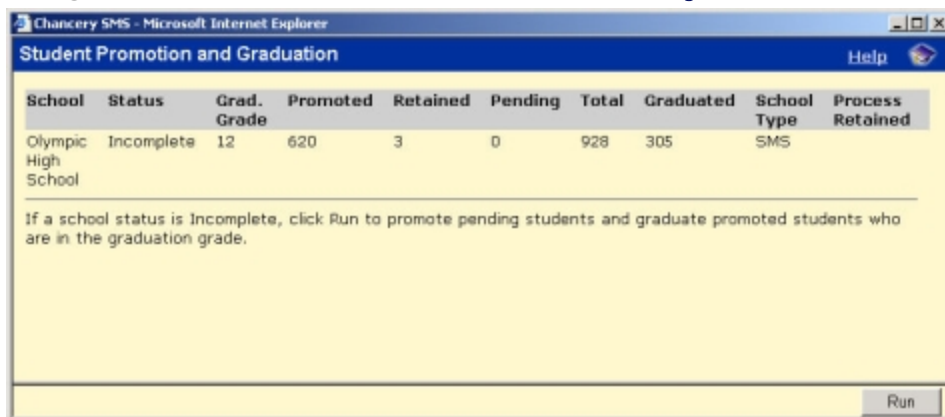 Chancery SMS - Microsoft Internet Explorer
Student Promotion and Graduation Help
School Status Grad. Grade Promoted Retained Pending Total Graduated School Type Process Retained
Olympic High School Incomplete 12 620 3 0 928 305 SMS
If a school status is Incomplete, click Run to promote pending students and graduate promoted students who
are in the graduation grade.
Run